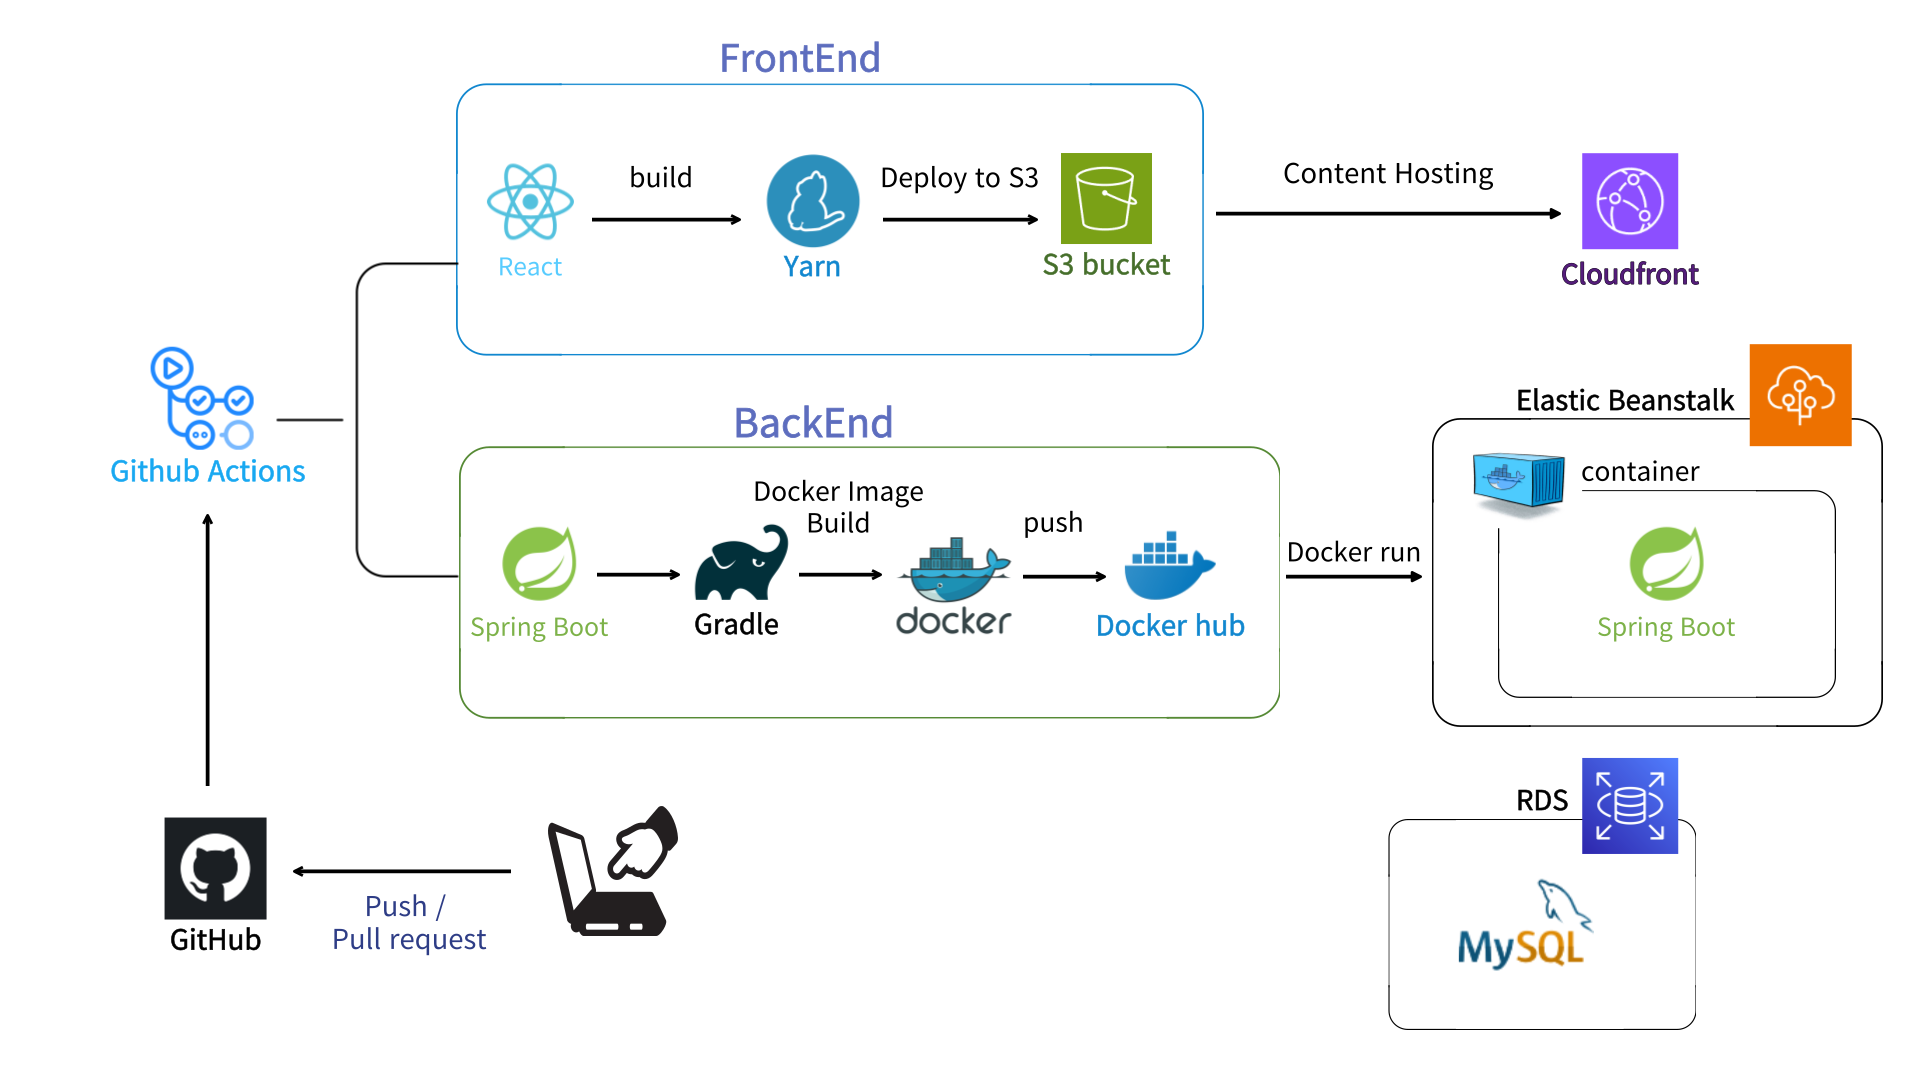 FrontEnd
build
Deploy to S3
Content Hosting
React
Yarn
S3 bucket
Cloudfront
Github Actions
BackEnd
Docker Image
Build
push
Docker run
Spring Boot
Gradle
docker
Docker hub
Elastic Beanstalk
container
Spring Boot
GitHub
Push /
Pull request
RDS
MySQL